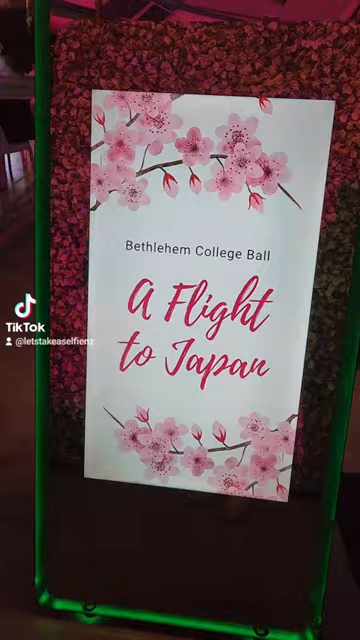 Bethlehem College Ball
A Flight
to Japan
TikTok
@letstakeaselfienz